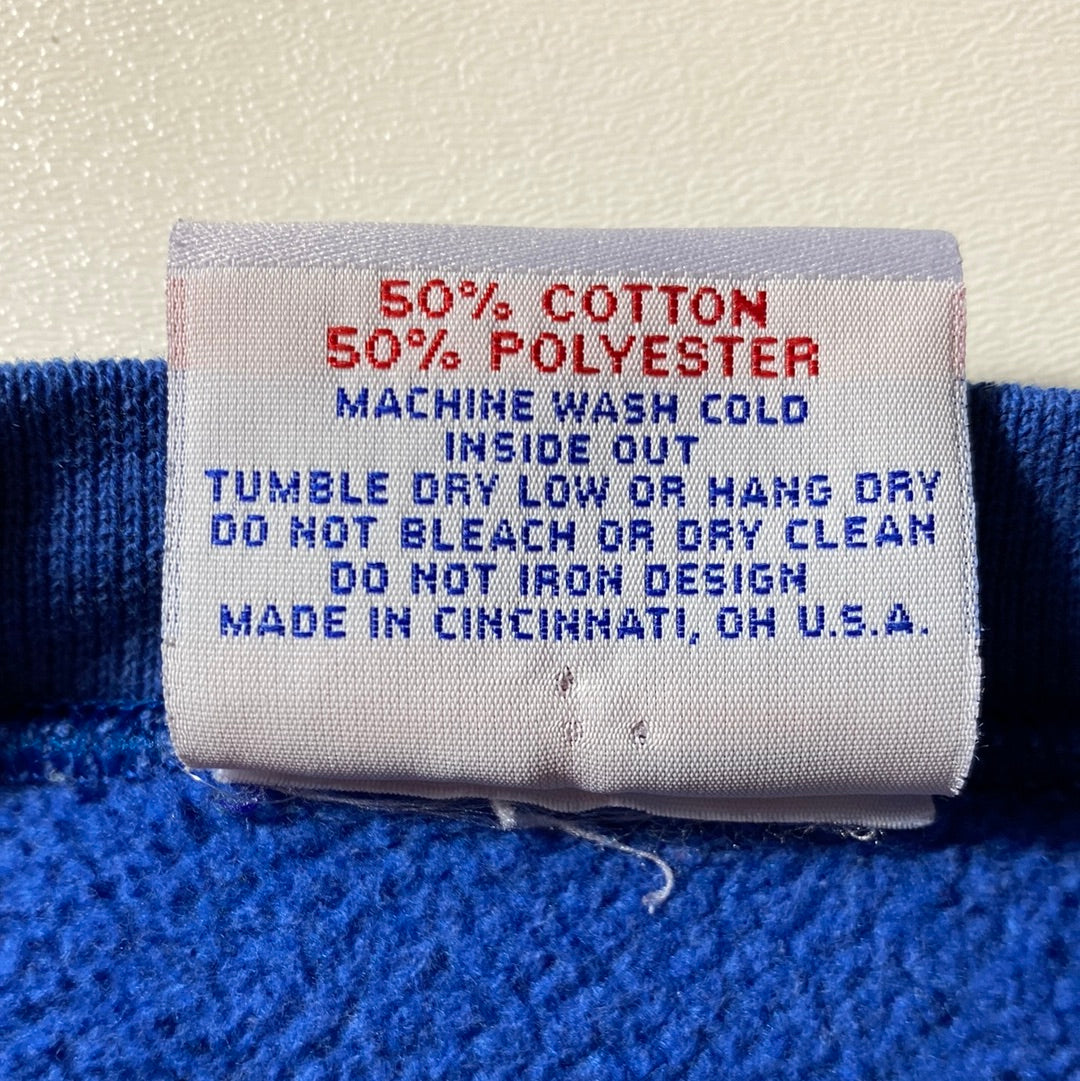 50% COTTON
50% POLYESTER
MACHINE WASH COLD
INSIDE OUT
TUMBLE DRY LOW OR HANG DRY
DO NOT BLEACH OR DRY CLEAN
DO NOT IRON DESIGN
MADE IN CINCINNATI, OH U.S.A.